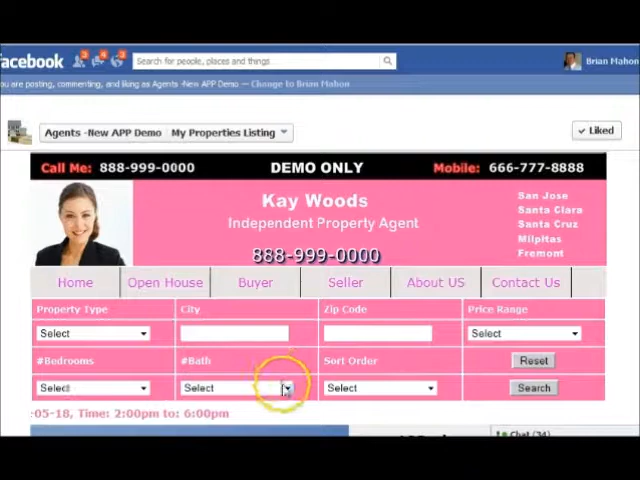 facebook
3 4 3
Search for people, places and things
Brian Mahon
You are posting, commenting, and liking as Agents -New APP Demo — Change to Brian Mahon
Agents -New APP Demo My Properties Listing
✓ Liked
Call Me: 888-999-0000 DEMO ONLY Mobile: 666-777-8888
Kay Woods
Independent Property Agent
888-999-0000
San Jose
Santa Clara
Santa Cruz
Milpitas
Fremont
Home Open House Buyer Seller About US Contact Us
Property Type City Zip Code Price Range
Select Select
#Bedrooms #Bath Sort Order Reset
Select Select Select Search
:05-18, Time: 2:00pm to: 6:00pm
Chat (34)